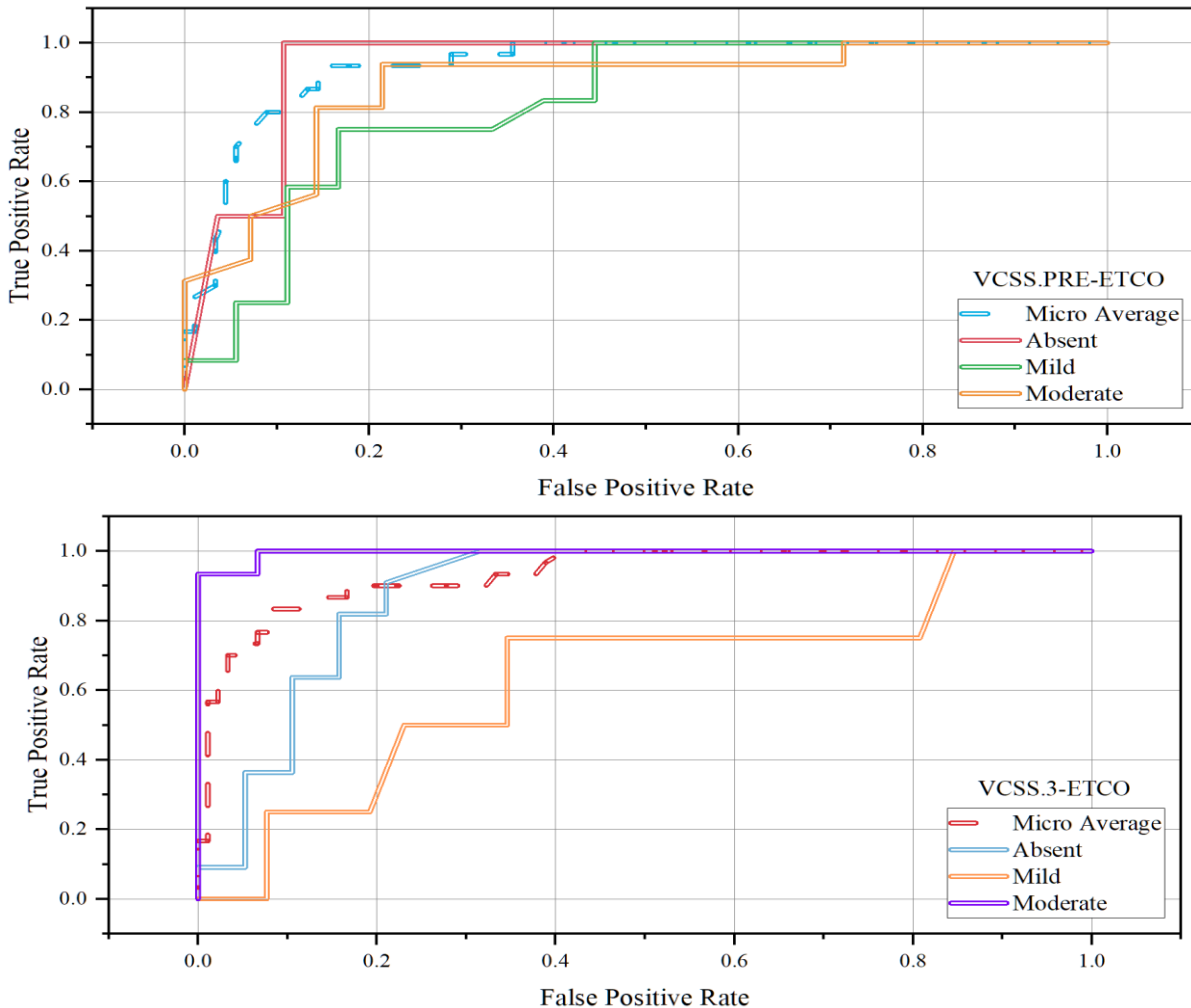 1.0
0.8
0.6
0.4
0.2
0.0
True Positive Rate
VCSS.PRE-ETCO
Micro Average
Absent
Mild
Moderate
0.0 0.2 0.4 0.6 0.8 1.0
False Positive Rate
1.0
0.8
0.6
0.4
0.2
0.0
True Positive Rate
VCSS.3-ETCO
Micro Average
Absent
Mild
Moderate
0.0 0.2 0.4 0.6 0.8 1.0
False Positive Rate